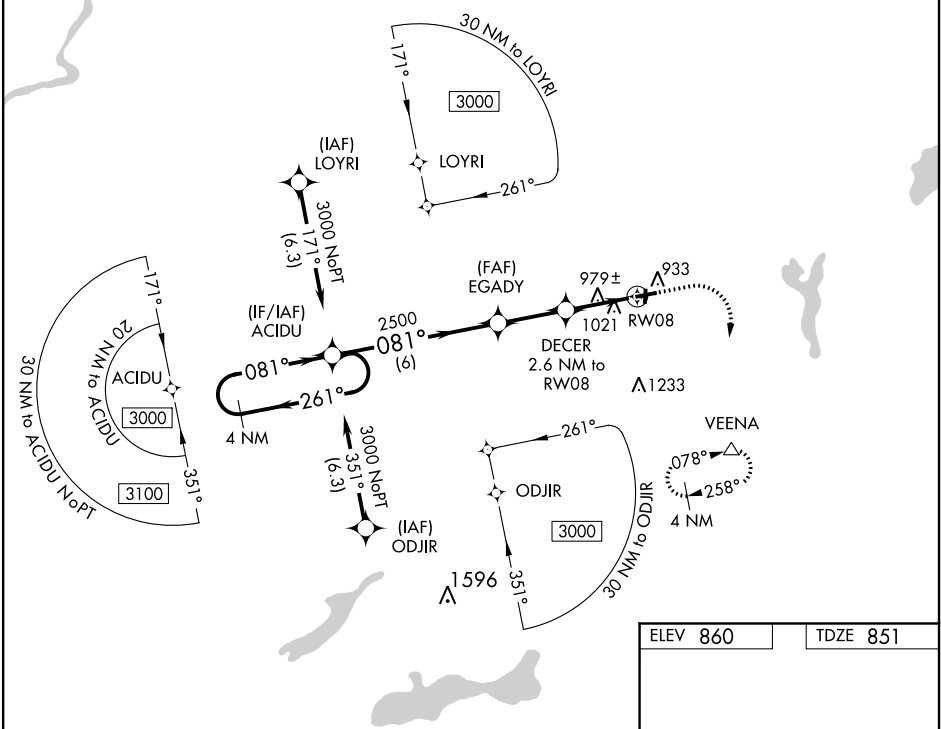 30 NM to LOYRI
171°
3000
LOYRI
261°
(IAF)
LOYRI
3000 NoPT
171°
(6.3)
(IF/IAF)
ACIDU
2500
081°
(6)
(FAF)
EGADY
979±
933
1021
RW08
DECER
2.6 NM to
RW08
1233
081°
261°
4 NM
171°
20 NM to ACIDU
ACIDU
3000
30 NM to ACIDU NoPT
3100
351°
3000 NoPT
351°
(6.3)
(IAF)
ODJIR
261°
ODJIR
3000
30 NM to ODJIR
351°
VEENA
078°
258°
4 NM
1596
ELEV 860
TDZE 851